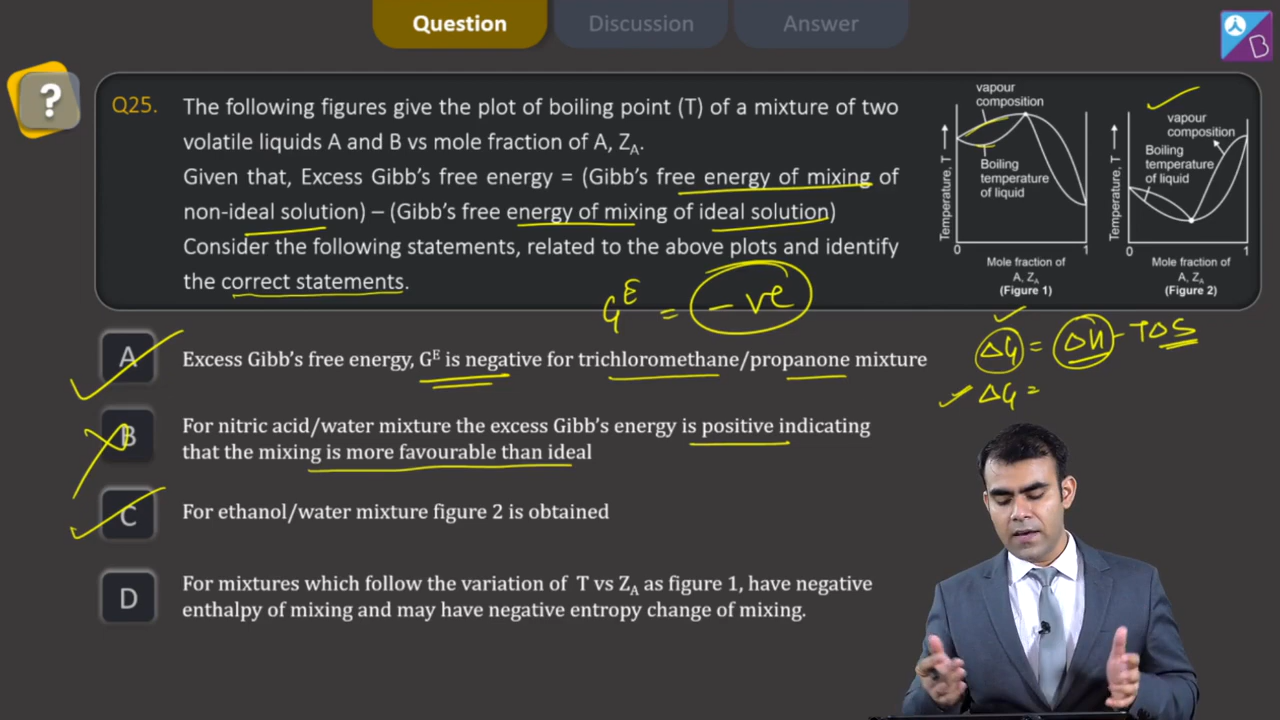 Question
Discussion
Answer
B
?
Q25.
The following figures give the plot of boiling point (T) of a mixture of two
volatile liquids A and B vs mole fraction of A, Z_A.
Given that, Excess Gibb's free energy = (Gibb's free energy of mixing of
non-ideal solution) – (Gibb's free energy of mixing of ideal solution)
Consider the following statements, related to the above plots and identify
the correct statements.
vapour
composition
Temperature, T
Boiling
temperature
of liquid
0
1
Mole fraction of
A, Z_A
(Figure 1)
vapour
composition
Temperature, T
Boiling
temperature
of liquid
0
1
Mole fraction of
A, Z_A
(Figure 2)
G^E = -ve
ΔG = ΔH - TΔS
ΔG =
A
Excess Gibb's free energy, G^E is negative for trichloromethane/propanone mixture
B
For nitric acid/water mixture the excess Gibb's energy is positive indicating
that the mixing is more favourable than ideal
C
For ethanol/water mixture figure 2 is obtained
D
For mixtures which follow the variation of T vs Z_A as figure 1, have negative
enthalpy of mixing and may have negative entropy change of mixing.